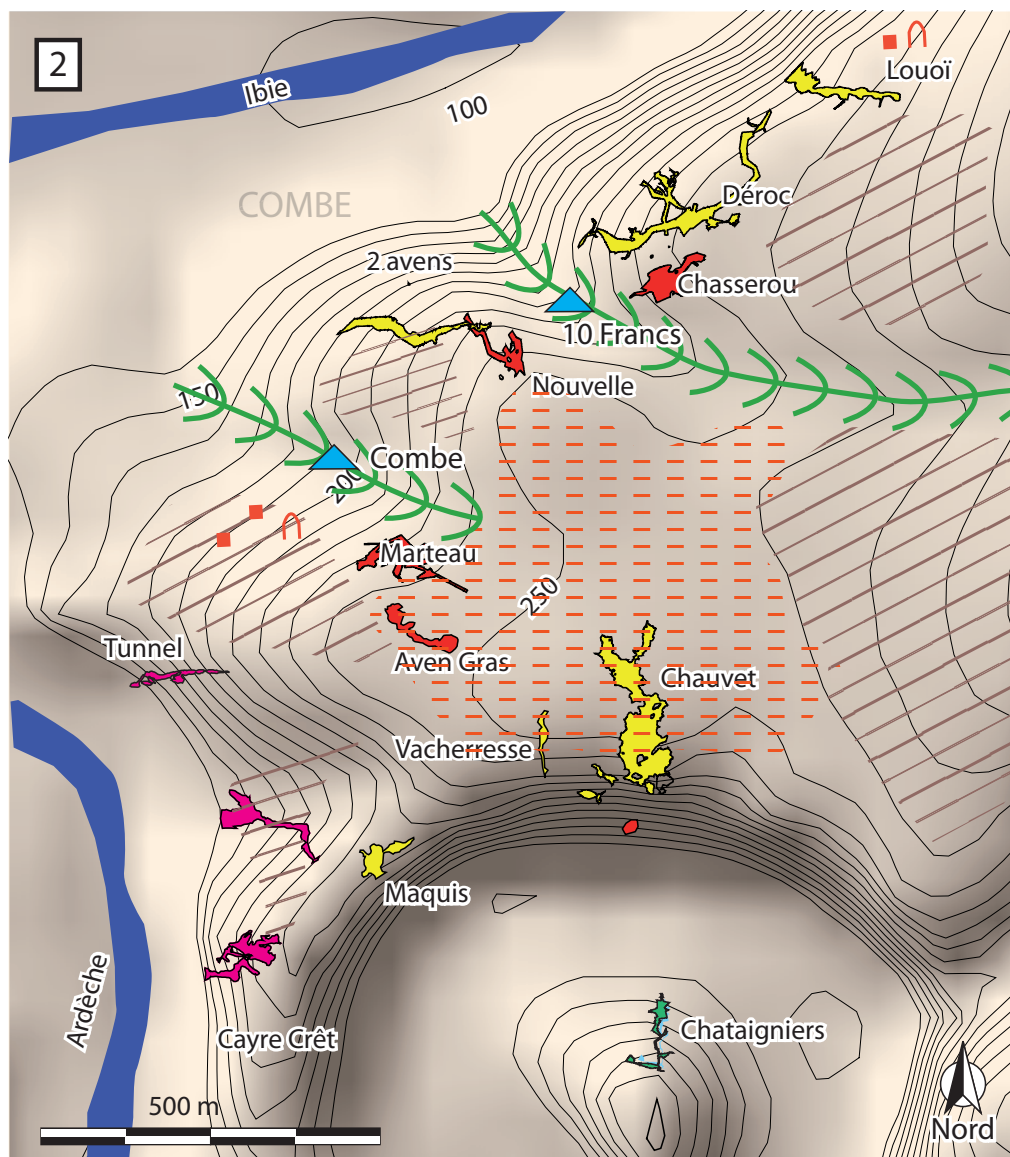 2
Ibie
Louoï
100
COMBE
Déroc
2 avens
Chasserou
10 Francs
Nouvelle
150
Combe
200
Marteau
250
Tunnel
Aven Gras
Chauvet
Vacherresse
Maquis
Ardèche
Chataigniers
Cayre Crêt
500 m
Nord